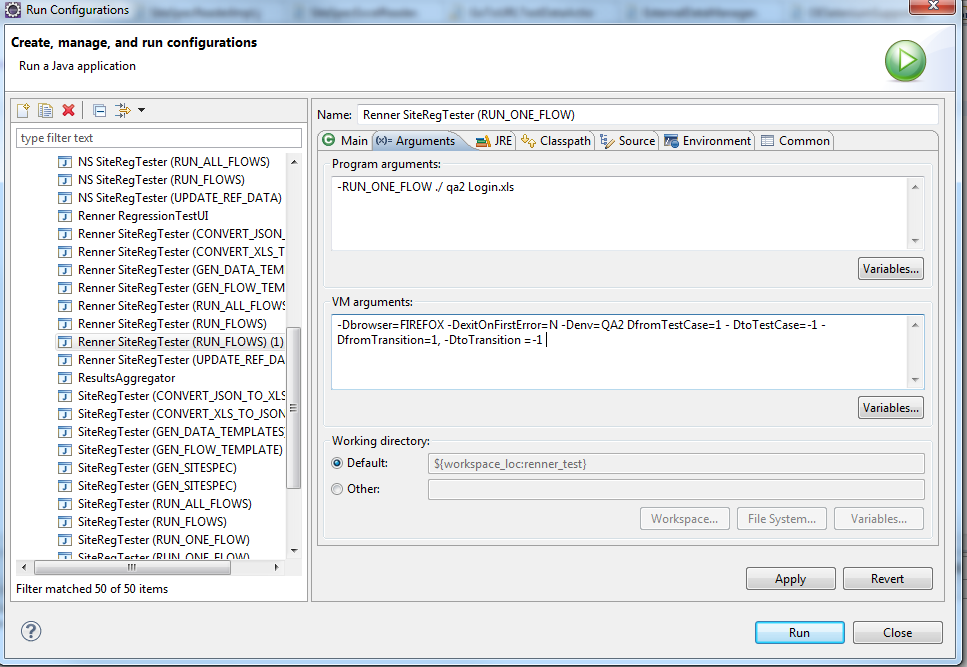 Run Configurations
Create, manage, and run configurations
Run a Java application
type filter text
NS SiteRegTester (RUN_ALL_FLOWS)
NS SiteRegTester (RUN_FLOWS)
NS SiteRegTester (UPDATE_REF_DATA)
Renner RegressionTestUI
Renner SiteRegTester (CONVERT_JSON_
Renner SiteRegTester (CONVERT_XLS_T
Renner SiteRegTester (GEN_DATA_TEM
Renner SiteRegTester (GEN_FLOW_TEM
Renner SiteRegTester (RUN_ALL_FLOWS
Renner SiteRegTester (RUN_FLOWS)
Renner SiteRegTester (RUN_FLOWS) (1)
Renner SiteRegTester (UPDATE_REF_DA
ResultsAggregator
SiteRegTester (CONVERT_JSON_TO_XLS
SiteRegTester (CONVERT_XLS_TO_JSON
SiteRegTester (GEN_DATA_TEMPLATES
SiteRegTester (GEN_FLOW_TEMPLATE)
SiteRegTester (GEN_SITESPEC)
SiteRegTester (GEN_SITESPEC)
SiteRegTester (RUN_ALL_FLOWS)
SiteRegTester (RUN_FLOWS)
SiteRegTester (RUN_ONE_FLOW)
SiteRegTester (RUN_ONE_FLOW)
Filter matched 50 of 50 items
Name: Renner SiteRegTester (RUN_ONE_FLOW)
Main (x)= Arguments JRE Classpath Source Environment Common
Program arguments:
-RUN_ONE_FLOW ./ qa2 Login.xls
Variables...
VM arguments:
-Dbrowser=FIREFOX -DexitOnFirstError=N -Denv=QA2 DfromTestCase=1 - DtoTestCase=-1 -
DfromTransition=1, -DtoTransition =-1
Variables...
Working directory:
Default: ${workspace_loc:renner_test}
Other:
Workspace... File System... Variables...
Apply Revert
Run Close